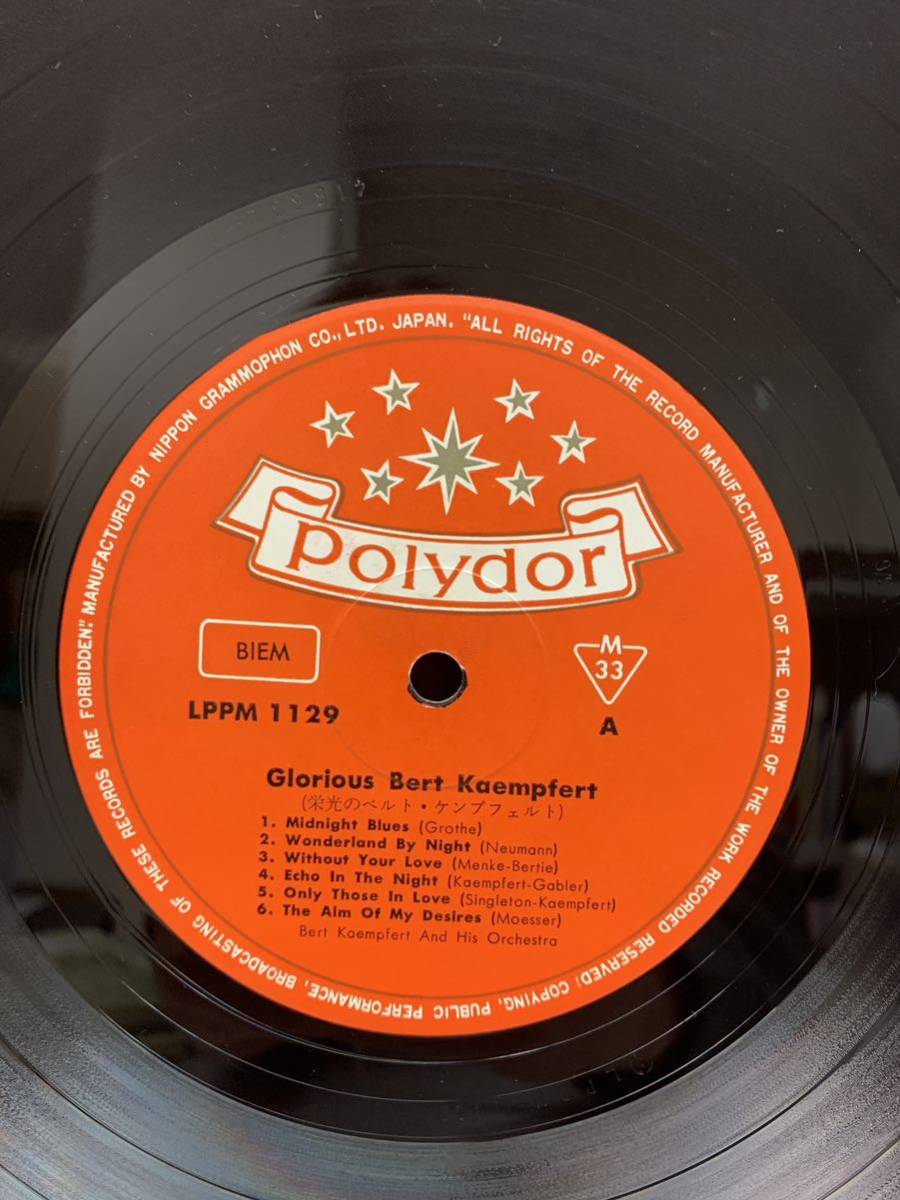 MANUFACTURED BY NIPPON GRAMMOPHON CO., LTD. JAPAN. "ALL RIGHTS OF THE RECORD MANUFACTURER AND OF THE OWNER OF THE WORK RECORDED RESERVED: COPYING, PUBLIC PERFORMANCE, BROADCASTING OF THESE RECORDS ARE FORBIDDEN."
polydor
BIEM
M
33
LPPM 1129
A
Glorious Bert Kaempfert
(栄光のベルト・ケンプフェルト)
1. Midnight Blues (Grothe)
2. Wonderland By Night (Neumann)
3. Without Your Love (Menke-Bertie)
4. Echo In The Night (Kaempfert-Gabler)
5. Only Those In Love (Singleton-Kaempfert)
6. The Aim Of My Desires (Moesser)
Bert Kaempfert And His Orchestra